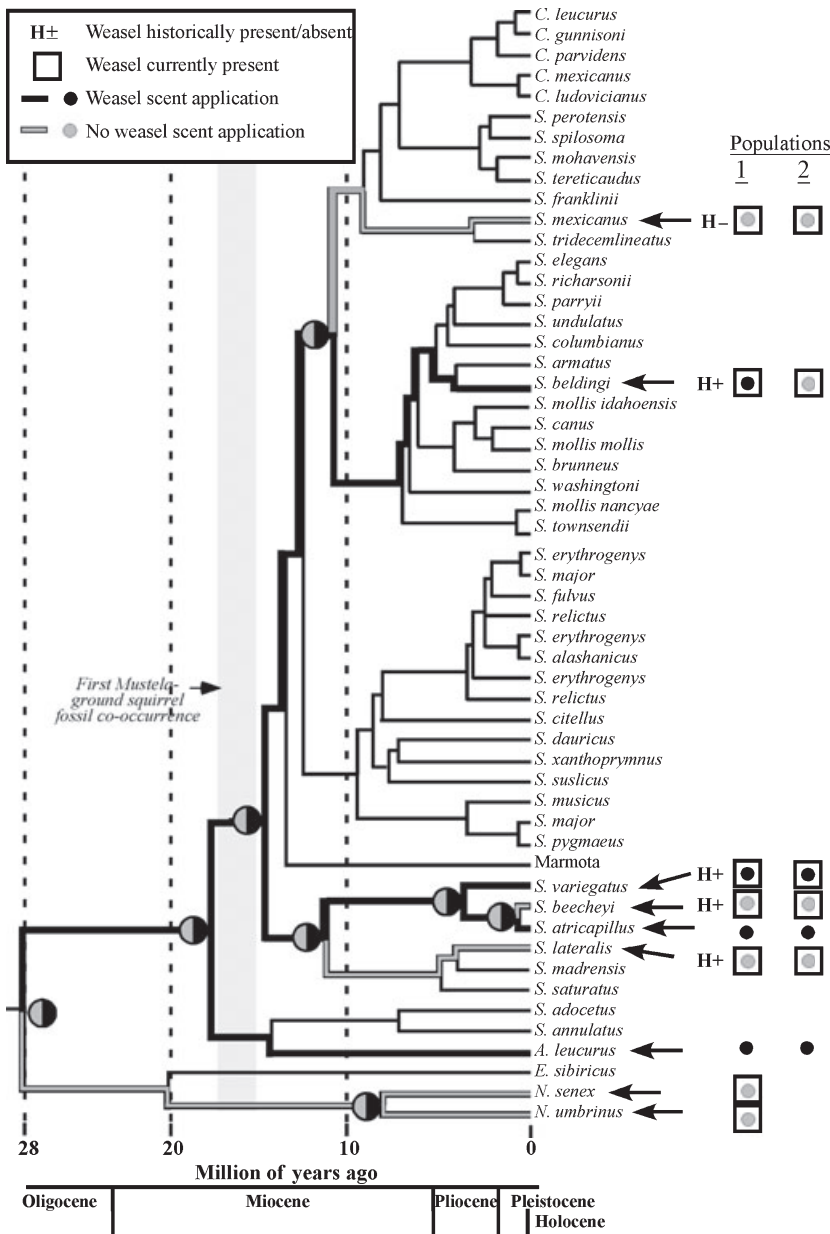 H± Weasel historically present/absent
Weasel currently present
Weasel scent application
No weasel scent application
C. leucurus
C. gunnisoni
C. parvidens
C. mexicanus
C. ludovicianus
S. perotensis
S. spilosoma
S. mohavensis
S. tereticaudus
S. franklinii
S. mexicanus
S. tridecemlineatus
S. elegans
S. richarsonii
S. parryii
S. undulatus
S. columbianus
S. armatus
S. beldingi
S. mollis idahoensis
S. canus
S. mollis mollis
S. brunneus
S. washingtoni
S. mollis nancyae
S. townsendii
S. erythrogenys
S. major
S. fulvus
S. relictus
S. erythrogenys
S. alashanicus
S. erythrogenys
S. relictus
S. citellus
S. dauricus
S. xanthoprymnus
S. suslicus
S. musicus
S. major
S. pygmaeus
Marmota
S. variegatus
S. beecheyi
S. atricapillus
S. lateralis
S. madrensis
S. saturatus
S. adocetus
S. annulatus
A. leucurus
E. sibiricus
N. senex
N. umbrinus
Populations
1 2
H–
H+
H+
H+
H+
First Mustela-
ground squirrel
fossil co-occurrence
28 20 10 0
Million of years ago
Oligocene Miocene Pliocene Pleistocene
Holocene